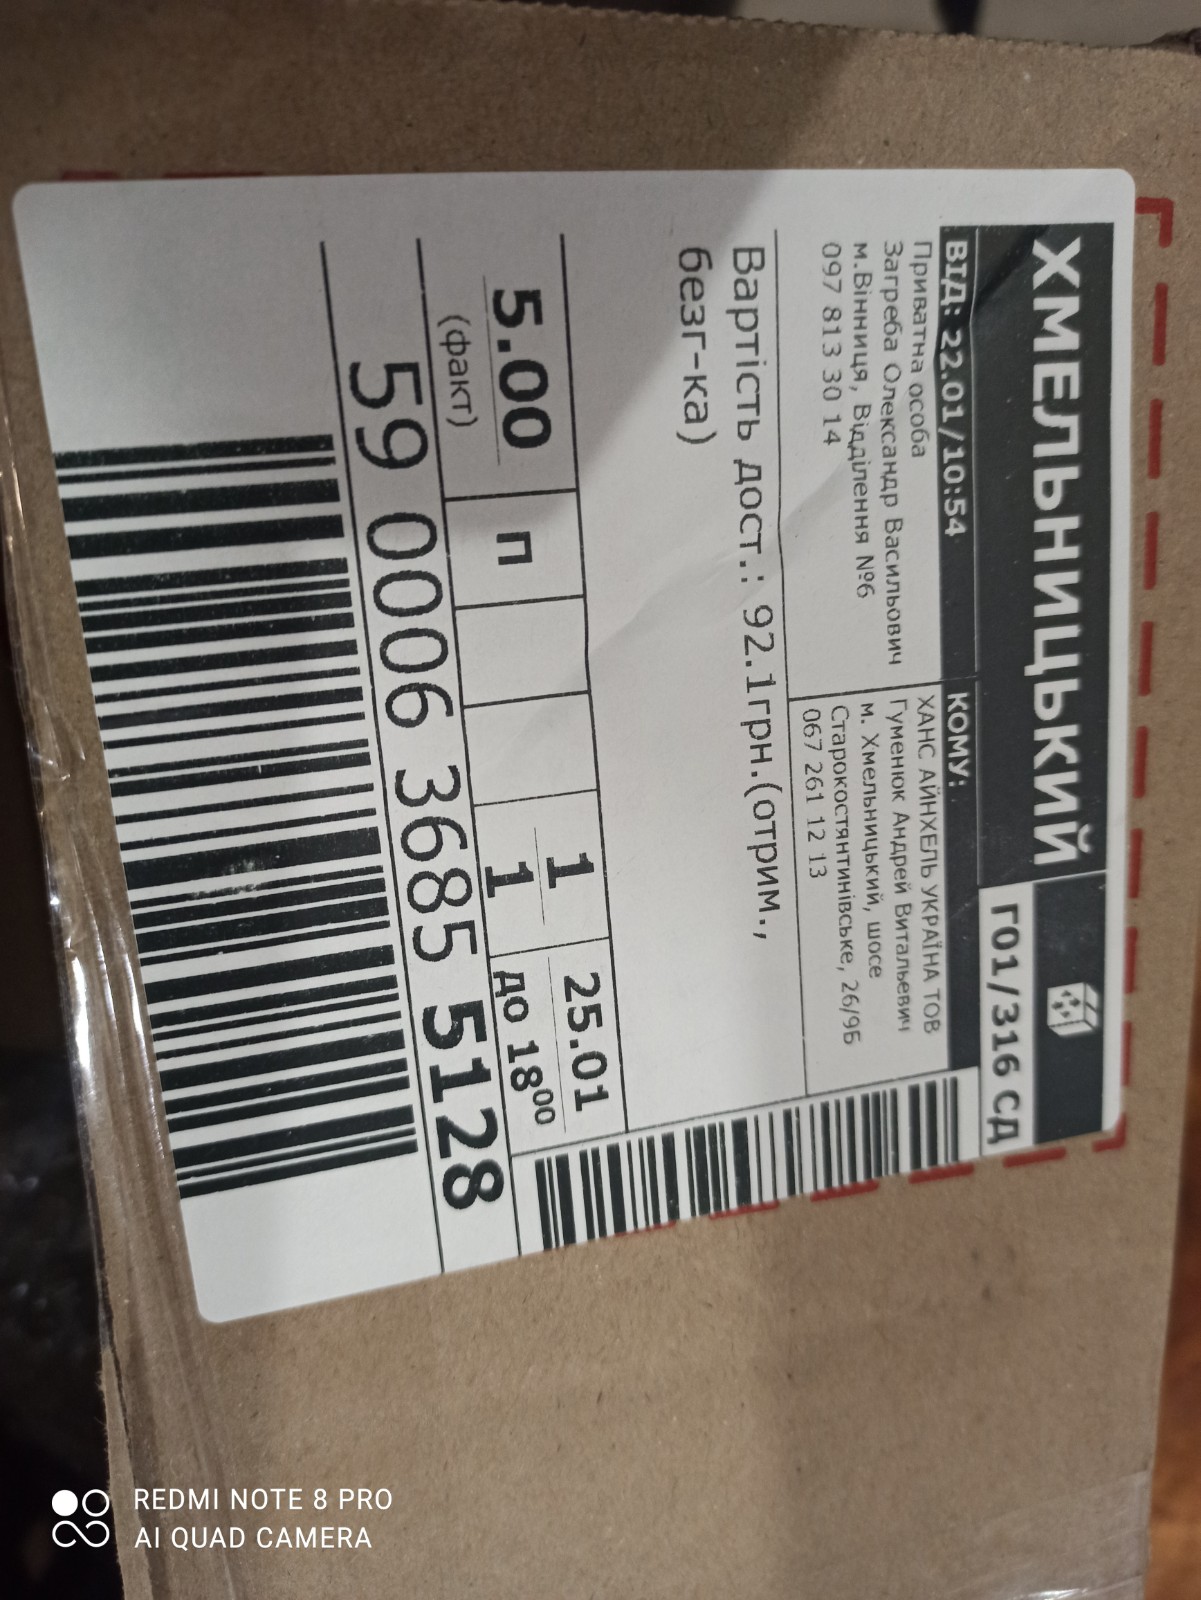 ХМЕЛЬНИЦЬКИЙ
Г01/316 СД
ВІД: 22.01/10:54
Приватна особа
Загреба Олександр Васильович
м.Вінниця, Відділення №6
097 813 30 14
КОМУ:
ХАНС АЙНХЕЛЬ УКРАЇНА ТОВ
Гуменюк Андрей Витальевич
м. Хмельницький, шосе
Старокостянтинівське, 26/9Б
067 261 12 13
Вартість дост.: 92.1грн.(отрим.,
безг-ка)
5.00
(факт)
п
1
1
25.01
до 18⁰⁰
59 0006 3685 5128
REDMI NOTE 8 PRO
AI QUAD CAMERA